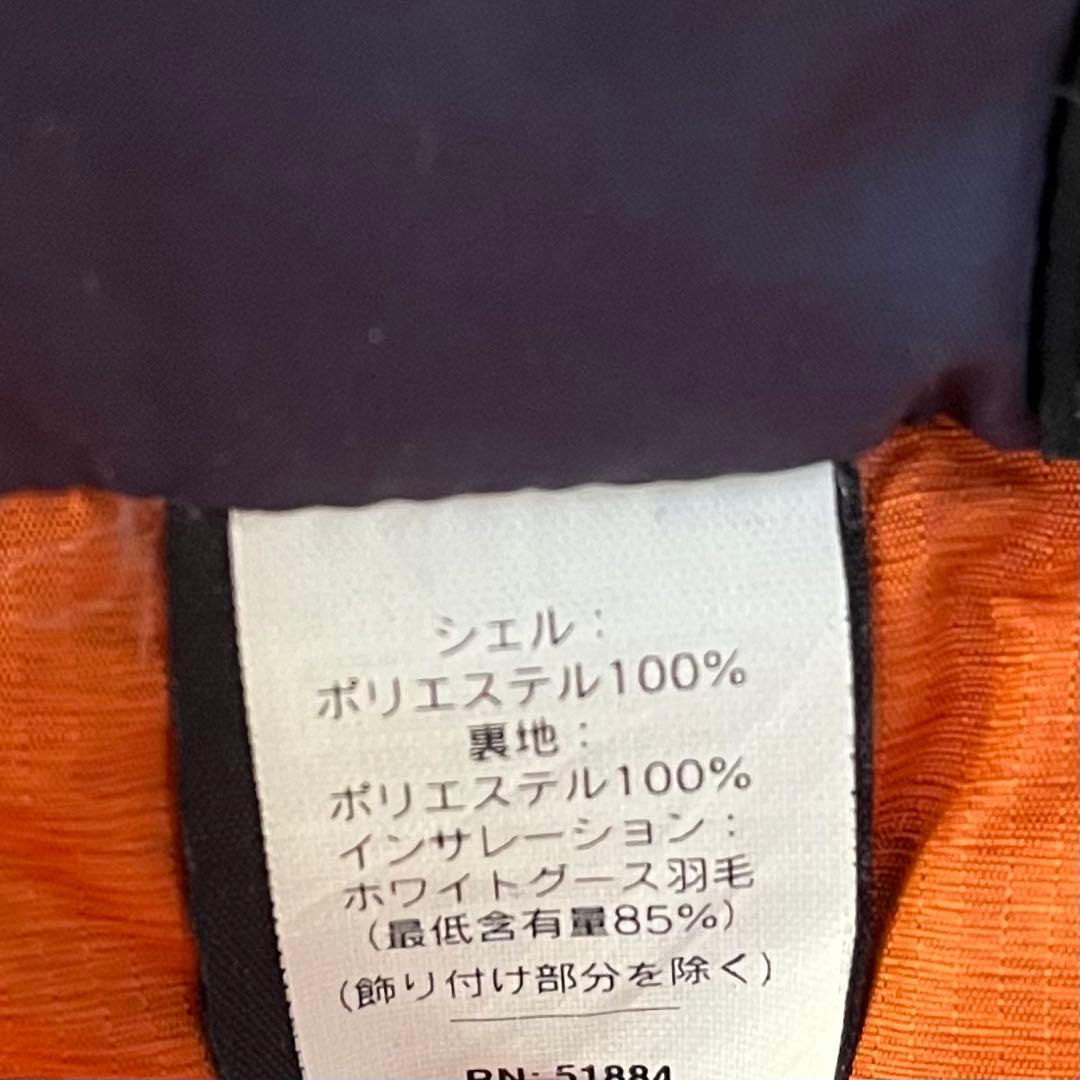 シェル：
ポリエステル100%
裏地：
ポリエステル100%
インサレーション：
ホワイトグース羽毛
(最低含有量85%)
(飾り付け部分を除く)
RN: 51884